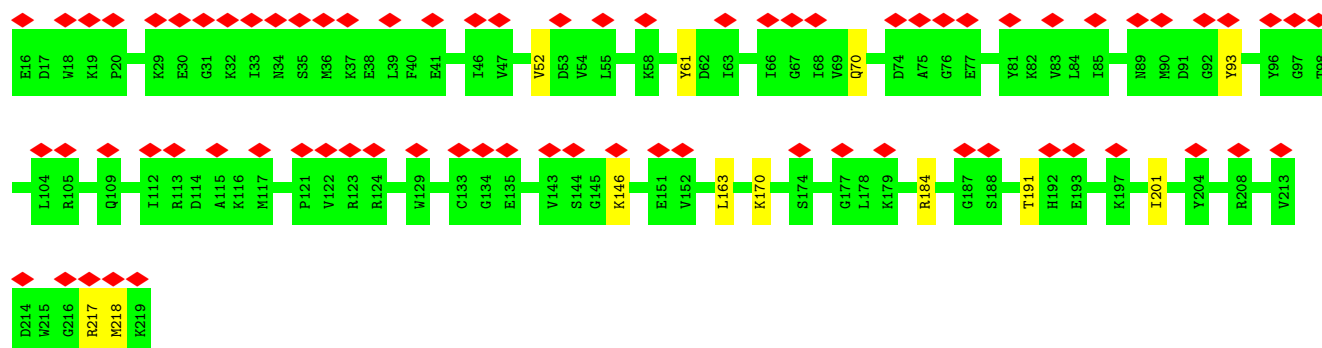 E16 D17 W18 K19 P20 K29 E30 G31 K32 I33 N34 S35 M36 K37 E38 L39 F40 E41 I46 V47 V52 D53 V54 L55 K58 Y61 D62 I63 I66 G67 I68 V69 Q70 D74 A75 G76 E77 Y81 K82 V83 L84 I85 N89 M90 D91 G92 Y93 Y96 G97 T98
L104 R105 Q109 I112 R113 D114 A115 K116 M117 P121 V122 R123 R124 W129 C133 G134 E135 V143 S144 G145 K146 E151 V152 L163 K170 S174 G177 L178 K179 R184 G187 S188 T191 H192 E193 K197 I201 Y204 R208 V213
D214 W215 G216 R217 M218 K219